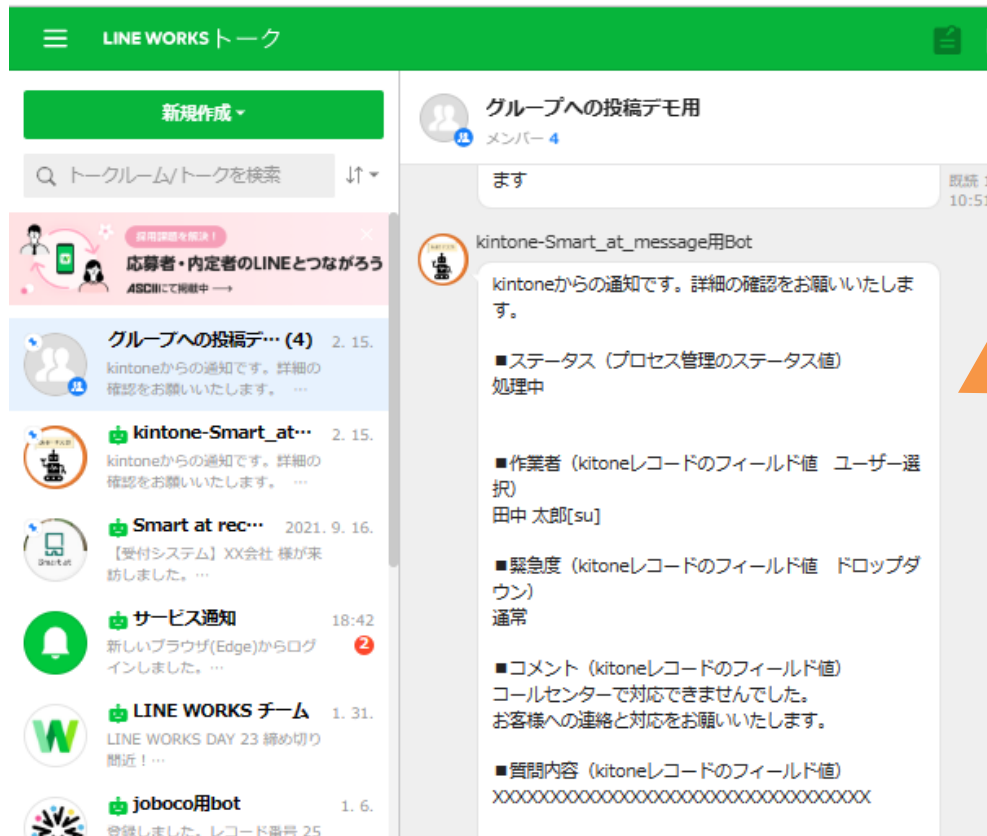 LINE WORKSトーク
新規作成
トークルーム/トークを検索
採用課題を解決！
応募者・内定者のLINEとつながろう
ASCIIにて掲載中
グループへの投稿デ… (4) 2. 15.
kintoneからの通知です。詳細の
確認をお願いいたします。 …
kintone-Smart_at… 2. 15.
kintoneからの通知です。詳細の
確認をお願いいたします。 …
Smart at rec… 2021. 9. 16.
Smart at
【受付システム】XX会社 様が来
訪しました。…
サービス通知 18:42
新しいブラウザ(Edge)からログ
インしました。… 2
LINE WORKS チーム 1. 31.
LINE WORKS DAY 23 締め切り
間近！…
joboco用bot 1. 6.
登録しました。レコード番号 25
グループへの投稿デモ用
メンバー 4
ます
既読
10:51
kintone-Smart_at_message用Bot
kintoneからの通知です。詳細の確認をお願いいたしま
す。
■ステータス（プロセス管理のステータス値）
処理中
■作業者（kitoneレコードのフィールド値　ユーザー選
択）
田中 太郎[su]
■緊急度（kitoneレコードのフィールド値　ドロップダ
ウン）
通常
■コメント（kitoneレコードのフィールド値）
コールセンターで対応できませんでした。
お客様への連絡と対応をお願いいたします。
■質問内容（kitoneレコードのフィールド値）
XXXXXXXXXXXXXXXXXXXXXXXXXXXXXXXXXX